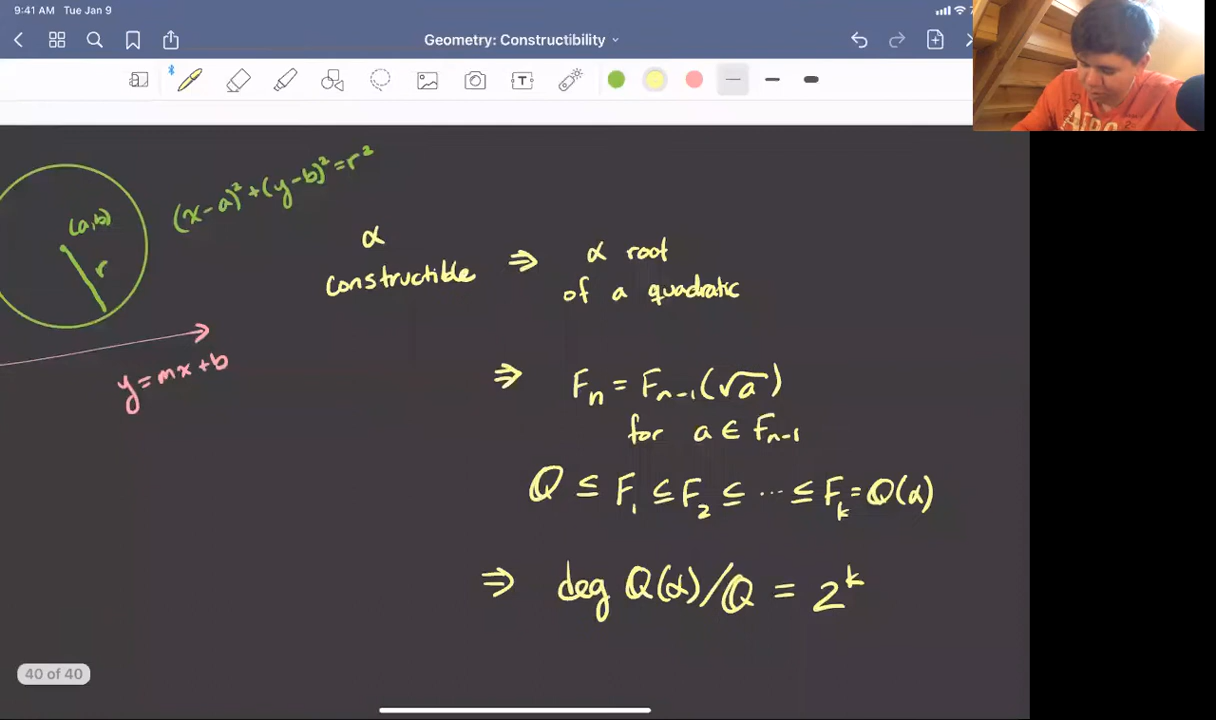 9:41 AM Tue Jan 9
Geometry: Constructibility
T
(a,b)
r
(x-a)²+(y-b)²=r²
y=mx+b
α
constructible ⇒ α root
of a quadratic
⇒ Fₙ = Fₙ₋₁(√a)
for a ∈ Fₙ₋₁
Q ≤ F₁ ≤ F₂ ≤ ... ≤ Fₖ = Q(α)
⇒ deg Q(α)/Q = 2ᵏ
40 of 40